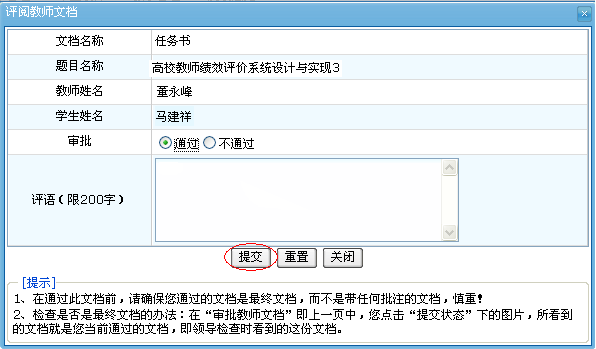 评阅教师文档
文档名称 任务书
题目名称 高校教师绩效评价系统设计与实现3
教师姓名 董永峰
学生姓名 马建祥
审批 通过 不通过
评语(限200字)
提交 重置 关闭
[提示]
1、在通过此文档前,请确保您通过的文档是最终文档,而不是带任何批注的文档,慎重!
2、检查是否是最终文档的办法:在“审批教师文档”即上一页中,您点击“提交状态”下的图片,所看到
的文档就是您当前通过的文档,即领导检查时看到的这份文档。